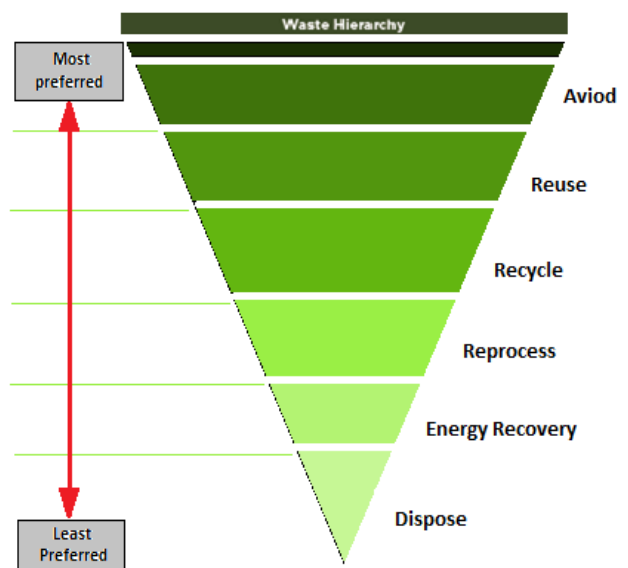 Waste Hierarchy
Most
preferred
Aviod
Reuse
Recycle
Reprocess
Energy Recovery
Dispose
Least
Preferred